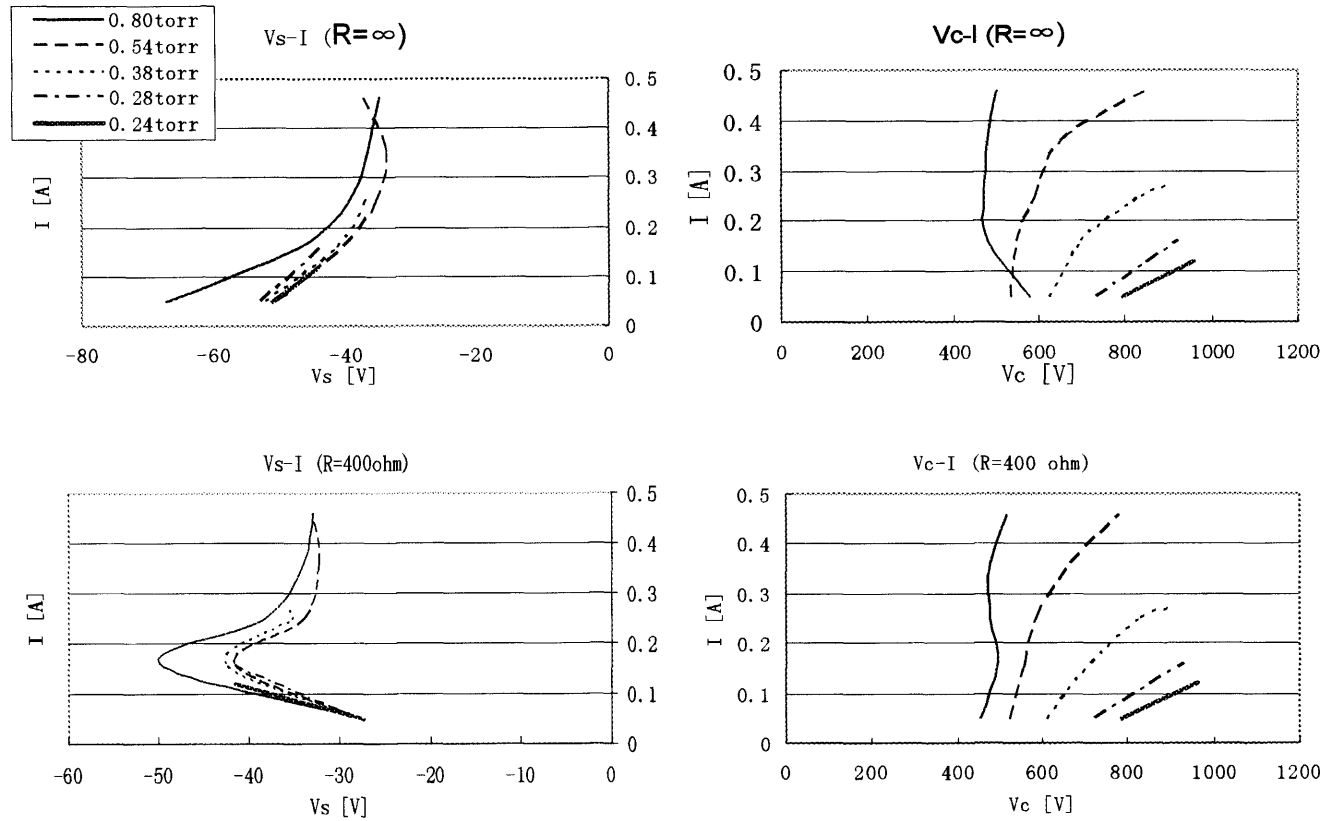 0.80torr
0.54torr
0.38torr
0.28torr
0.24torr
Vs-I (R=∞)
0.5
0.4
0.3
0.2
0.1
0
I [A]
-80
-60
-40
-20
0
Vs [V]
Vc-I (R=∞)
0.5
0.4
0.3
0.2
0.1
0
I [A]
0
200
400
600
800
1000
1200
Vc [V]
Vs-I (R=400ohm)
0.5
0.4
0.3
0.2
0.1
0
I [A]
-60
-50
-40
-30
-20
-10
0
Vs [V]
Vc-I (R=400 ohm)
0.5
0.4
0.3
0.2
0.1
0
I [A]
0
200
400
600
800
1000
1200
Vc [V]